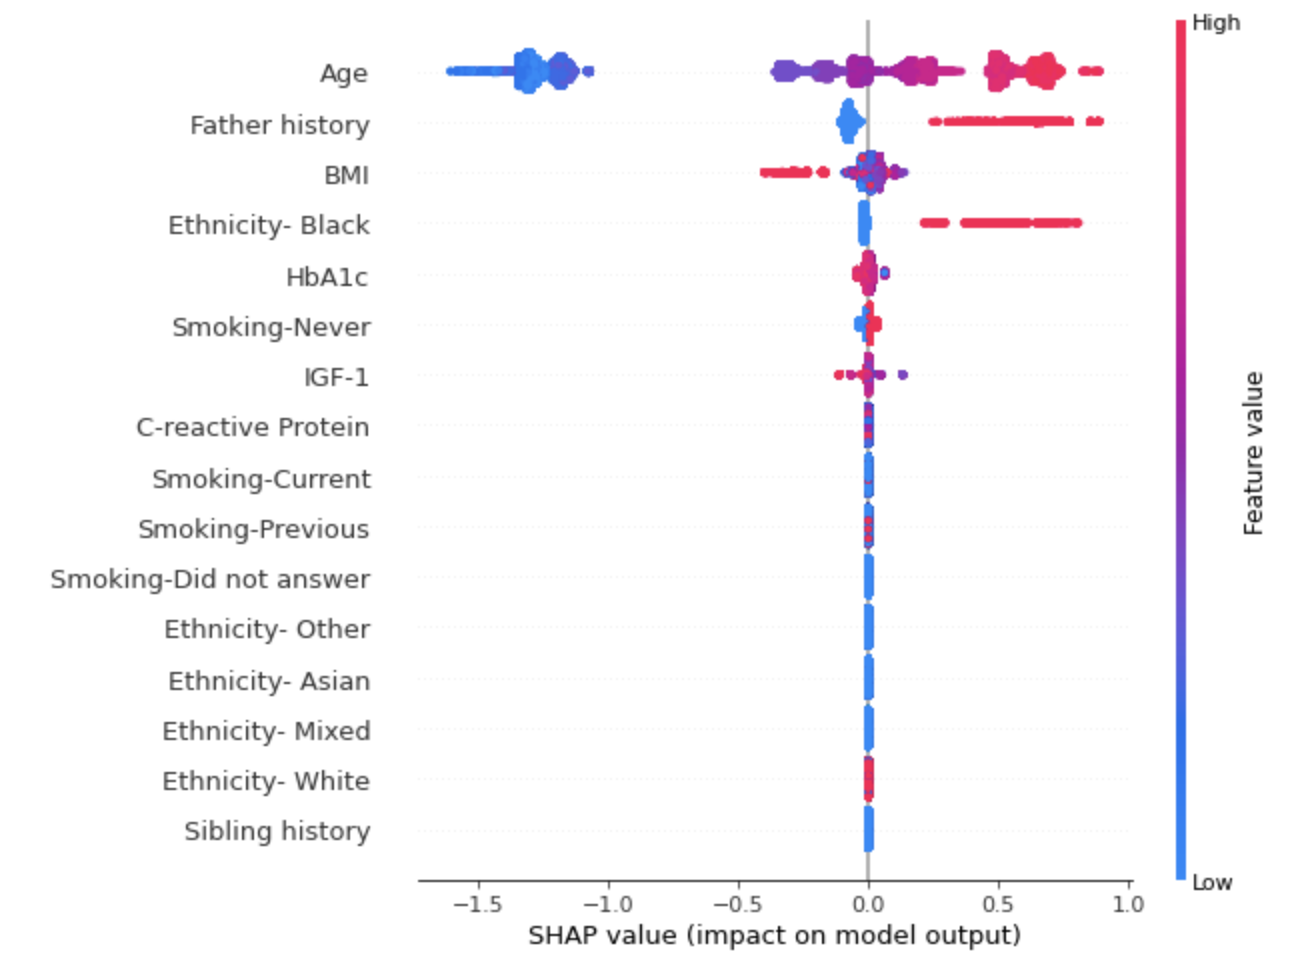 High
Age
Father history
BMI
Ethnicity- Black
HbA1c
Smoking-Never
IGF-1
C-reactive Protein
Smoking-Current
Smoking-Previous
Smoking-Did not answer
Ethnicity- Other
Ethnicity- Asian
Ethnicity- Mixed
Ethnicity- White
Sibling history
Feature value
Low
−1.5 −1.0 −0.5 0.0 0.5 1.0
SHAP value (impact on model output)